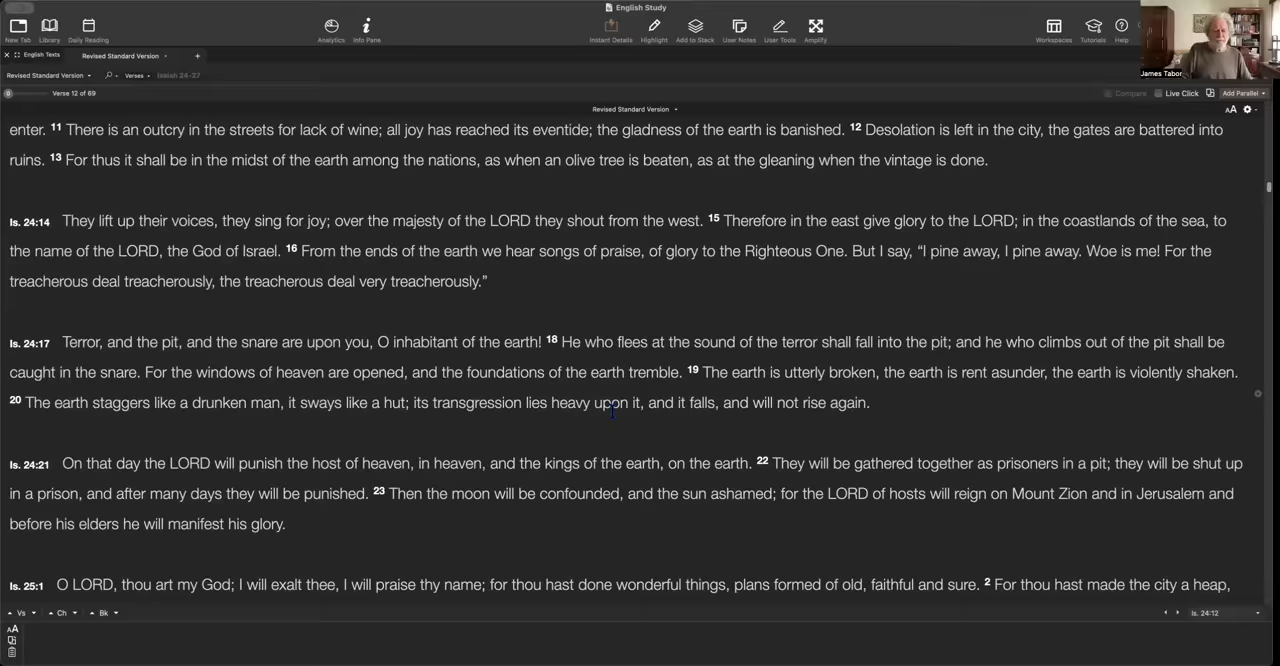 English Study
New Tab Library Daily Reading Analytics Info Pane Instant Details Highlight Add to Stack User Notes User Tools Amplify Workspaces Tutorials Help
James Tabor
English Texts Revised Standard Version +
Revised Standard Version Verses Isaiah 24-27
Verse 12 of 69 Compare Live Click Add Parallel
Revised Standard Version AA
enter. 11 There is an outcry in the streets for lack of wine; all joy has reached its eventide; the gladness of the earth is banished. 12 Desolation is left in the city, the gates are battered into
ruins. 13 For thus it shall be in the midst of the earth among the nations, as when an olive tree is beaten, as at the gleaning when the vintage is done.
Is. 24:14 They lift up their voices, they sing for joy; over the majesty of the LORD they shout from the west. 15 Therefore in the east give glory to the LORD; in the coastlands of the sea, to
the name of the LORD, the God of Israel. 16 From the ends of the earth we hear songs of praise, of glory to the Righteous One. But I say, “I pine away, I pine away. Woe is me! For the
treacherous deal treacherously, the treacherous deal very treacherously.”
Is. 24:17 Terror, and the pit, and the snare are upon you, O inhabitant of the earth! 18 He who flees at the sound of the terror shall fall into the pit; and he who climbs out of the pit shall be
caught in the snare. For the windows of heaven are opened, and the foundations of the earth tremble. 19 The earth is utterly broken, the earth is rent asunder, the earth is violently shaken.
20 The earth staggers like a drunken man, it sways like a hut; its transgression lies heavy upon it, and it falls, and will not rise again.
Is. 24:21 On that day the LORD will punish the host of heaven, in heaven, and the kings of the earth, on the earth. 22 They will be gathered together as prisoners in a pit; they will be shut up
in a prison, and after many days they will be punished. 23 Then the moon will be confounded, and the sun ashamed; for the LORD of hosts will reign on Mount Zion and in Jerusalem and
before his elders he will manifest his glory.
Is. 25:1 O LORD, thou art my God; I will exalt thee, I will praise thy name; for thou hast done wonderful things, plans formed of old, faithful and sure. 2 For thou hast made the city a heap,
Vs Ch Bk Is. 24:12
AA